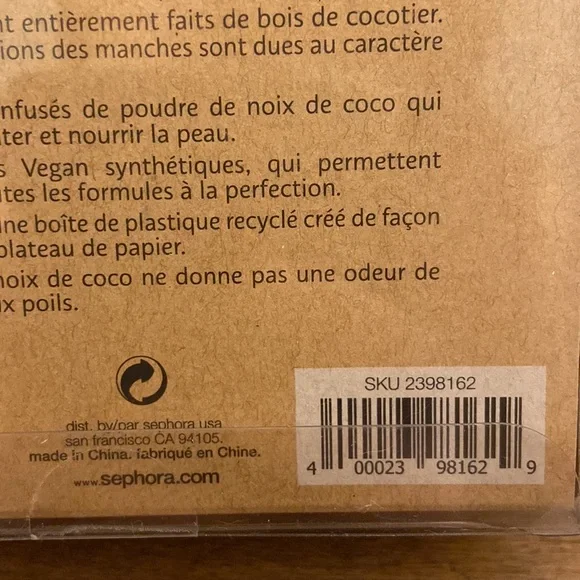 nt entièrement faits de bois de cocotier.
ions des manches sont dues au caractère
nfusés de poudre de noix de coco qui
ter et nourrir la peau.
s Vegan synthétiques, qui permettent
tes les formules à la perfection.
ne boîte de plastique recyclé créé de façon
plateau de papier.
noix de coco ne donne pas une odeur de
x poils.
dist. by/par sephora usa
san francisco CA 94105.
made in China. fabriqué en Chine.
www.sephora.com
SKU 2398162
4 00023 98162 9